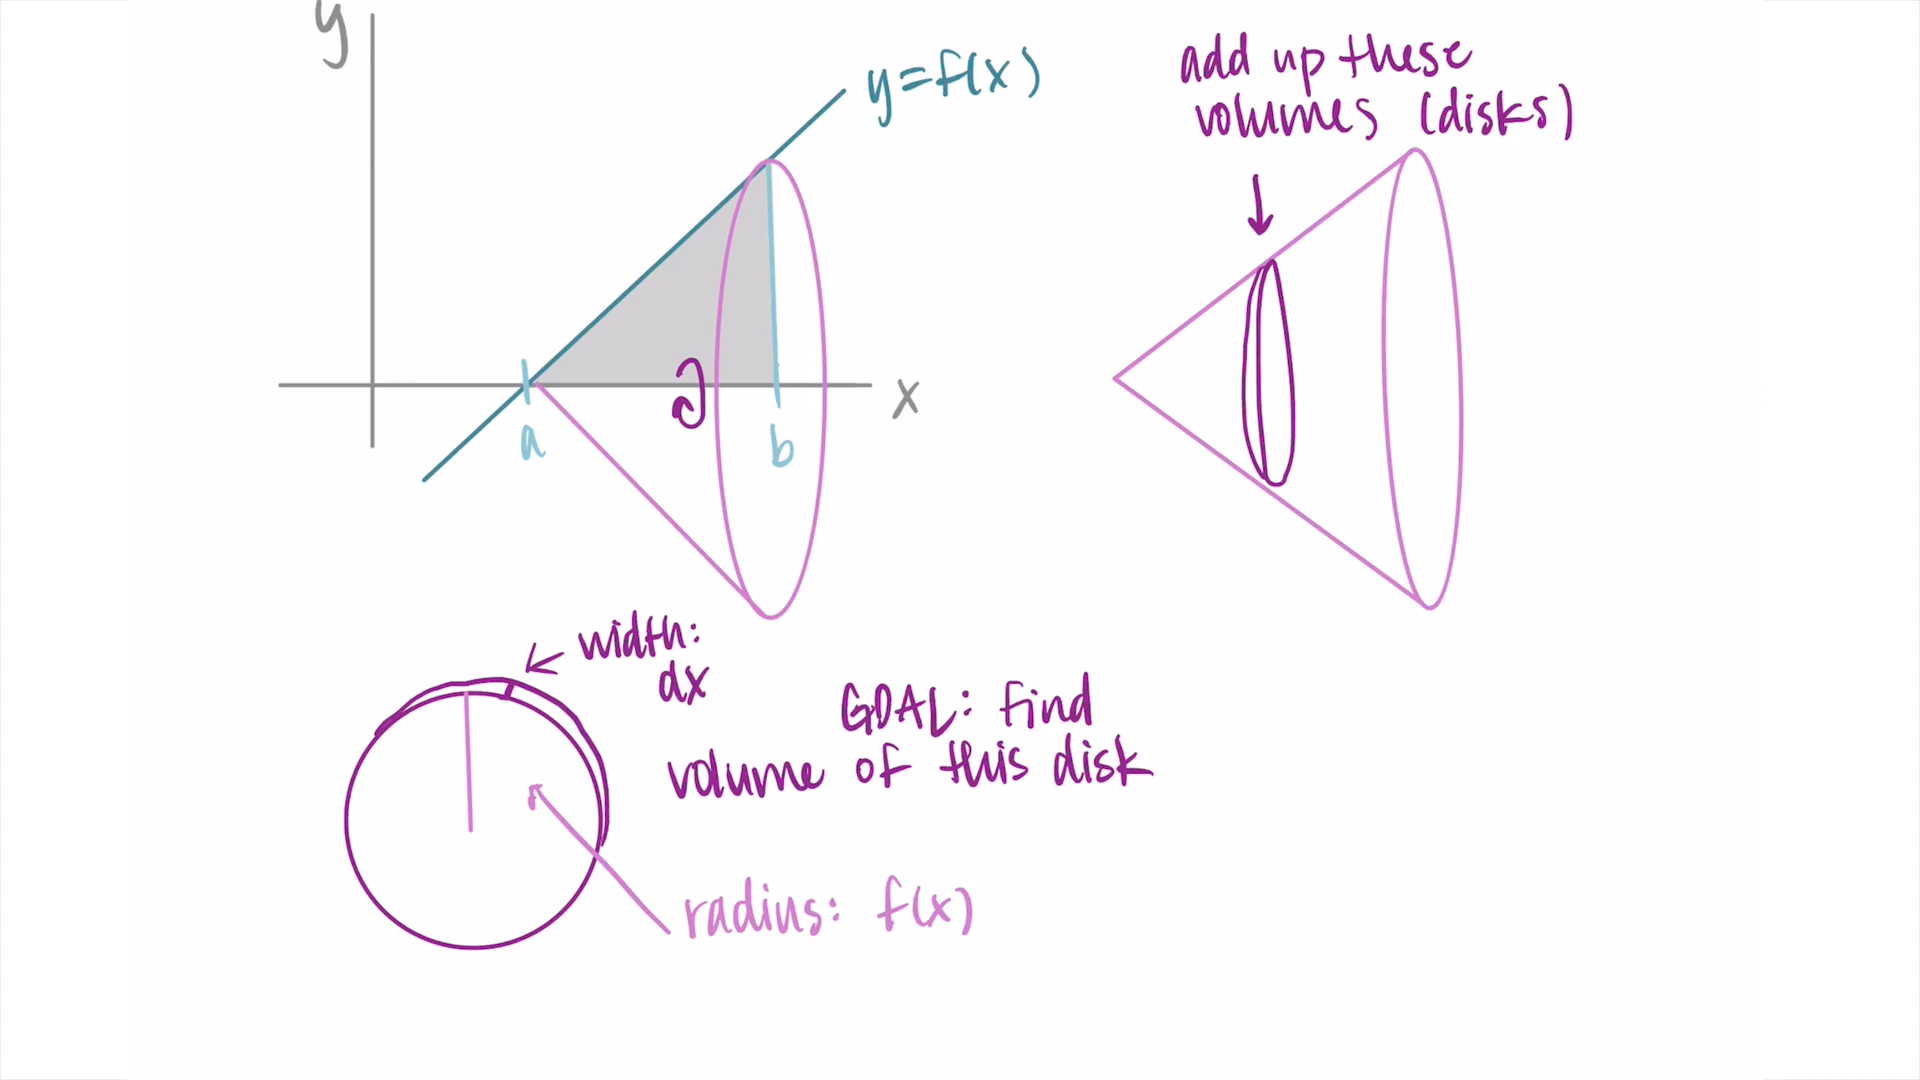 y
y=f(x)
x
a
b
add up these
volumes (disks)
width:
dx
GOAL: find
volume of this disk
radius: f(x)